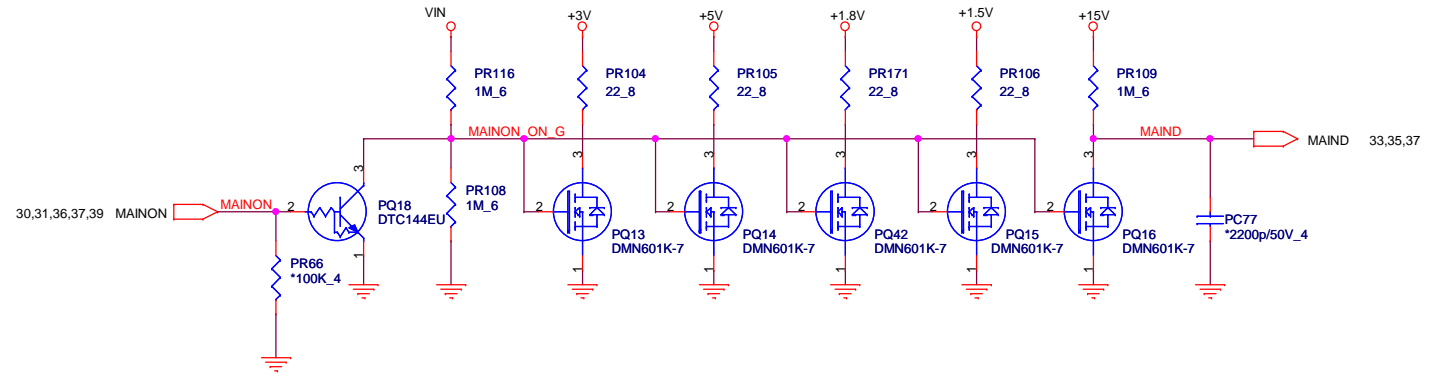 VIN +3V +5V +1.8V +1.5V +15V
PR116 PR104 PR105 PR171 PR106 PR109
1M_6 22_8 22_8 22_8 22_8 1M_6
MAINON_ON_G MAIND
MAIND 33,35,37
3 3 3 3 3 3
30,31,36,37,39 MAINON
MAINON
2
PQ18
DTC144EU
PR108
1M_6
2 2 2 2 2
PQ13 PQ14 PQ42 PQ15 PQ16
DMN601K-7 DMN601K-7 DMN601K-7 DMN601K-7 DMN601K-7
PC77
*2200p/50V_4
PR66
*100K_4
1 1 1 1 1 1